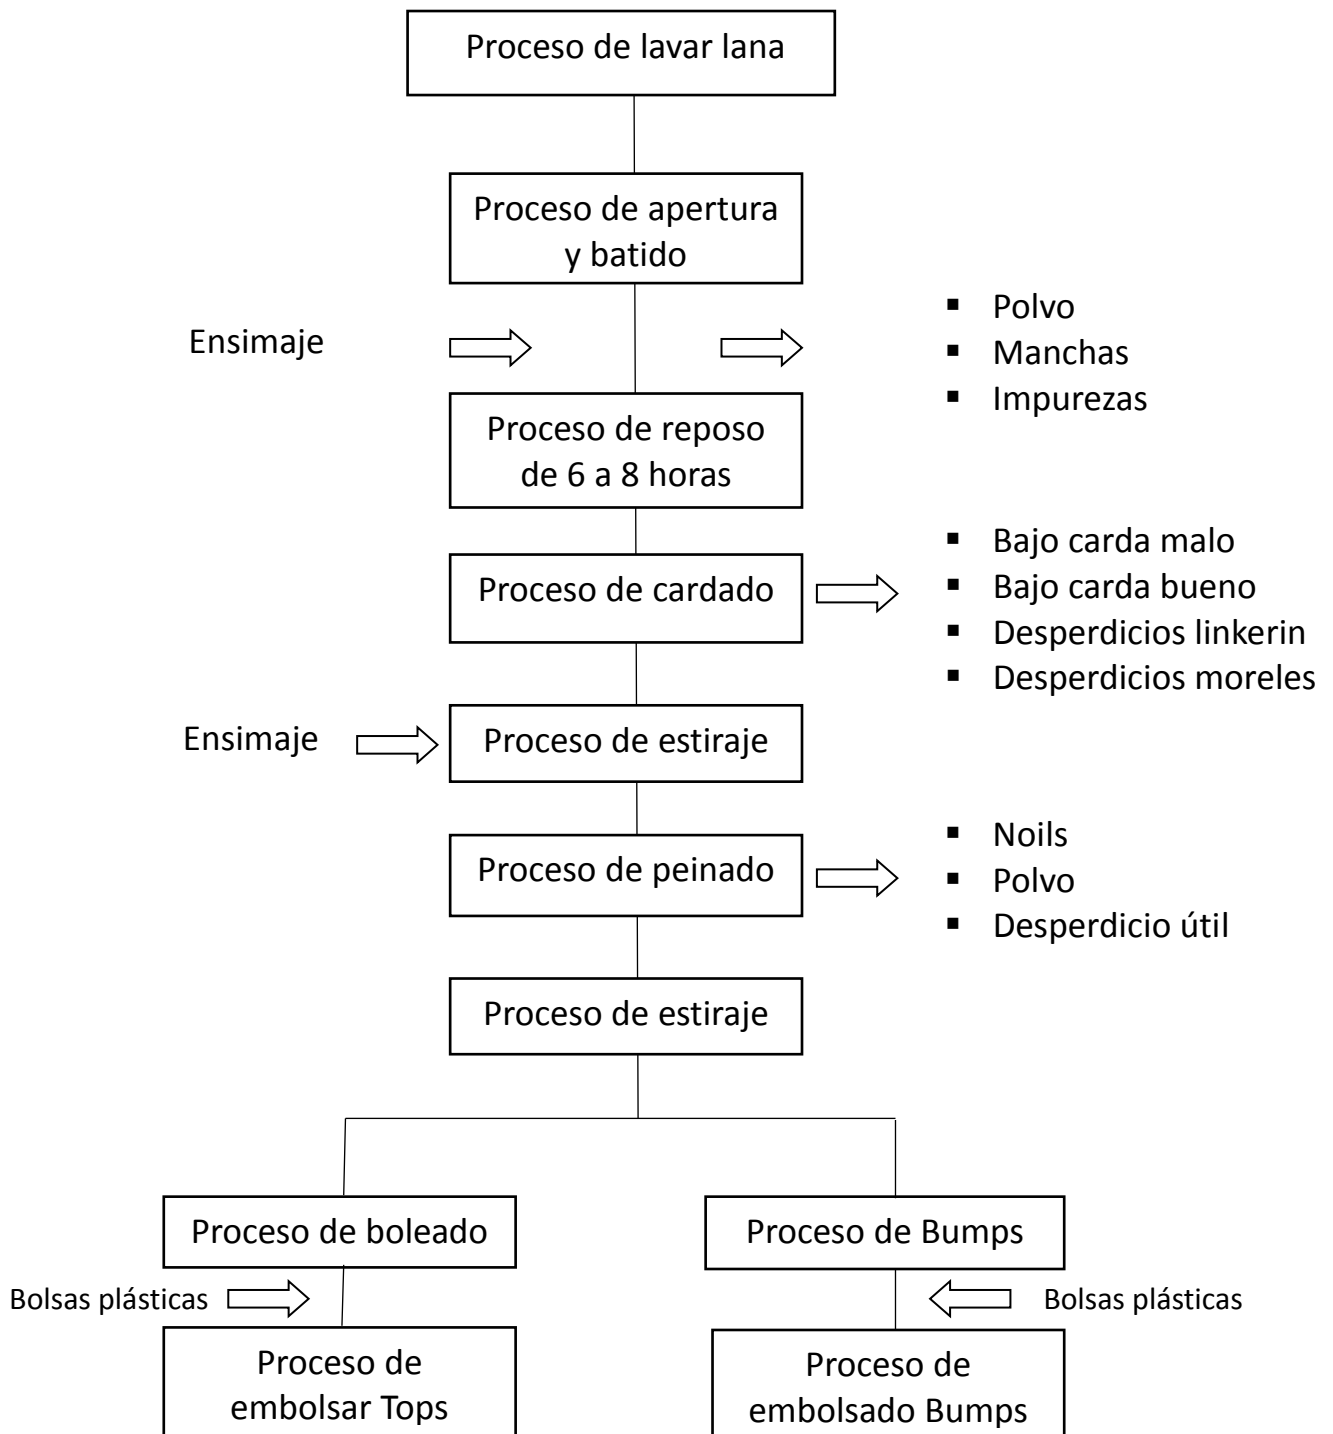 Proceso de lavar lana
Proceso de apertura
y batido
Ensimaje
▪ Polvo
▪ Manchas
▪ Impurezas
Proceso de reposo
de 6 a 8 horas
▪ Bajo carda malo
▪ Bajo carda bueno
▪ Desperdicios linkerin
▪ Desperdicios moreles
Proceso de cardado
Ensimaje
Proceso de estiraje
Proceso de peinado
▪ Noils
▪ Polvo
▪ Desperdicio útil
Proceso de estiraje
Proceso de boleado
Proceso de Bumps
Bolsas plásticas
Bolsas plásticas
Proceso de
embolsar Tops
Proceso de
embolsado Bumps